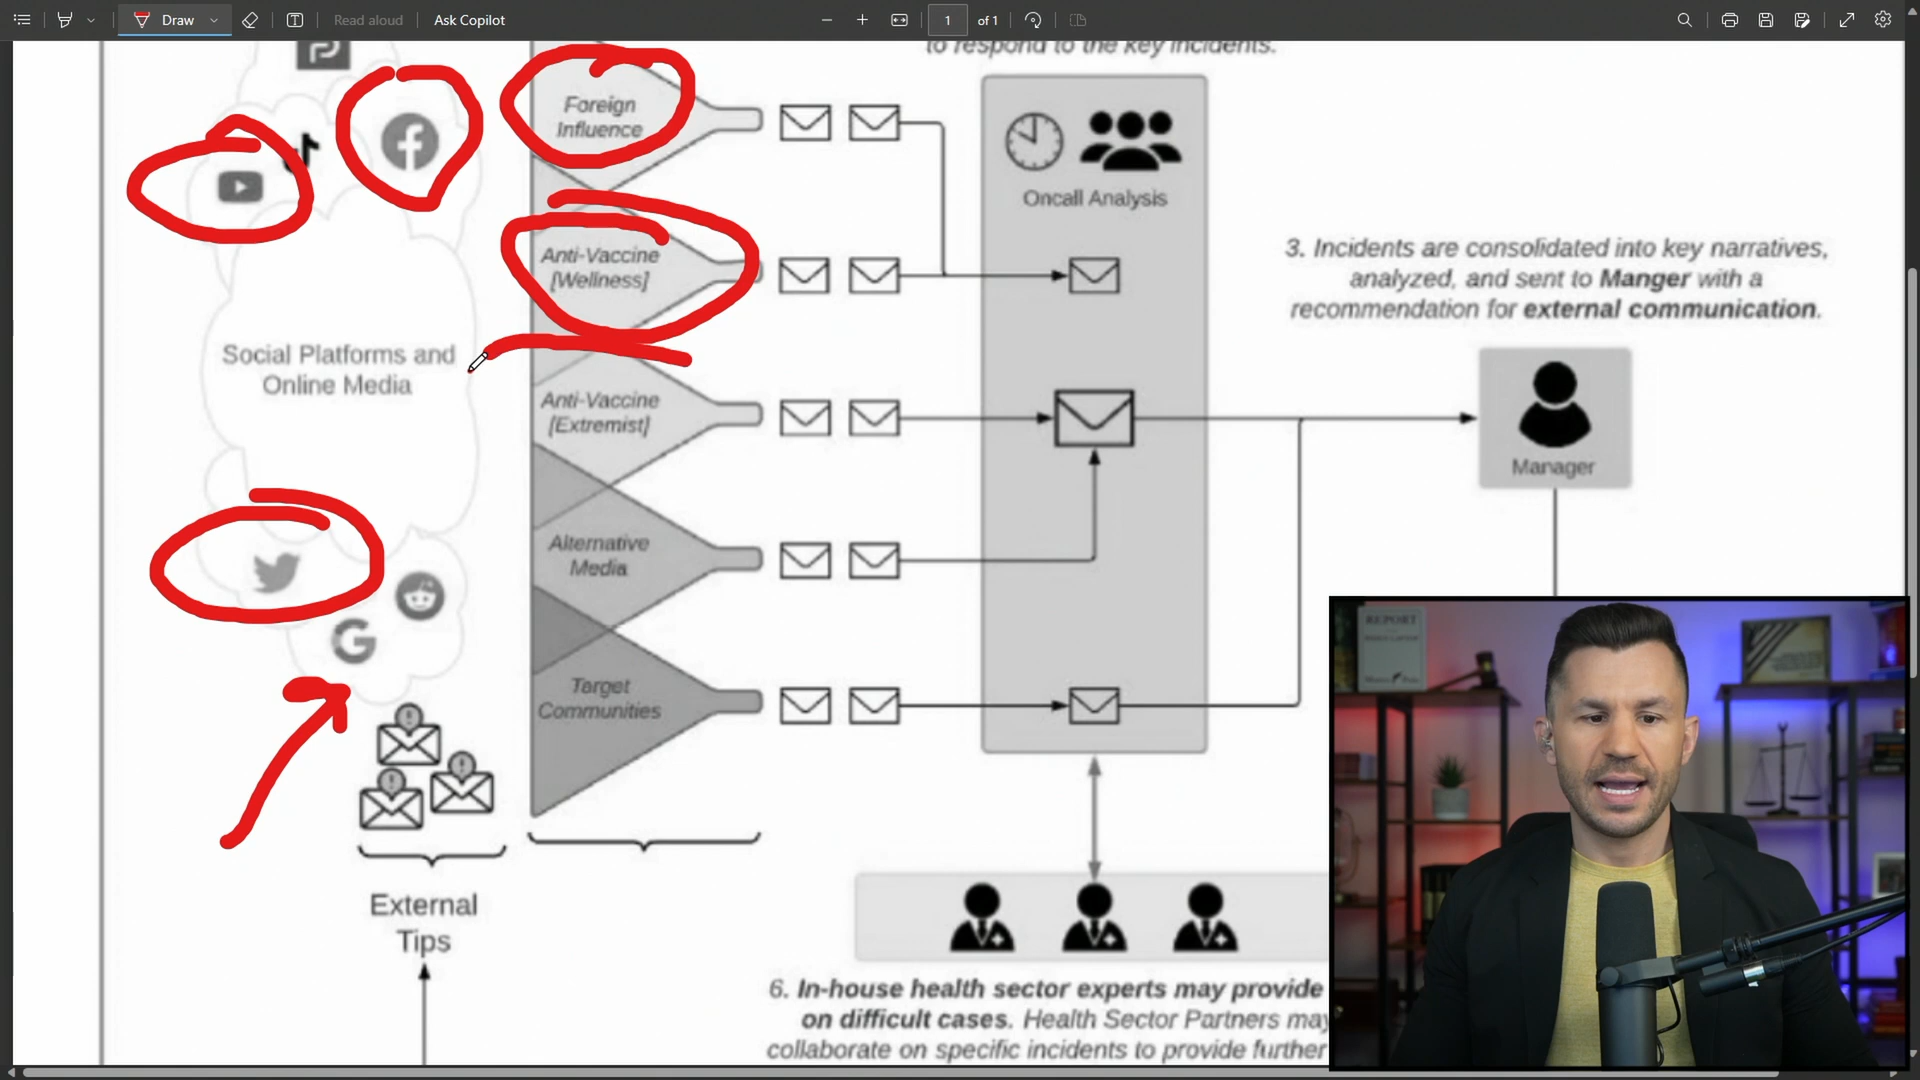 Draw
Read aloud
Ask Copilot
1
of 1
to respond to the key incidents.
Foreign
Influence
Oncall Analysis
Anti-Vaccine
[Wellness]
3. Incidents are consolidated into key narratives,
analyzed, and sent to Manger with a
recommendation for external communication.
Social Platforms and
Online Media
Anti-Vaccine
[Extremist]
Manager
Alternative
Media
Target
Communities
External
Tips
6. In-house health sector experts may provide
on difficult cases. Health Sector Partners may
collaborate on specific incidents to provide further
REPORT